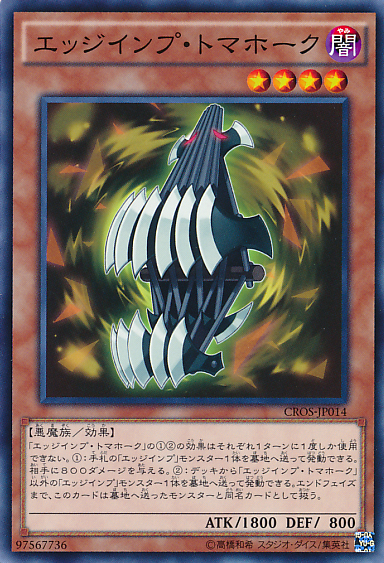 エッジインプ・トマホーク
闇
CROS-JP014
【悪魔族/効果】
「エッジインプ・トマホーク」の①②の効果はそれぞれ1ターンに1度しか使用
できない。①：手札の「エッジインプ」モンスター1体を墓地へ送って発動できる。
相手に800ダメージを与える。②：デッキから「エッジインプ・トマホーク」
以外の「エッジインプ」モンスター1体を墓地へ送って発動できる。エンドフェイズ
まで、このカードは墓地へ送ったモンスターと同名カードとして扱う。
ATK/1800 DEF/ 800
97567736
©高橋和希 スタジオ・ダイス/集英社